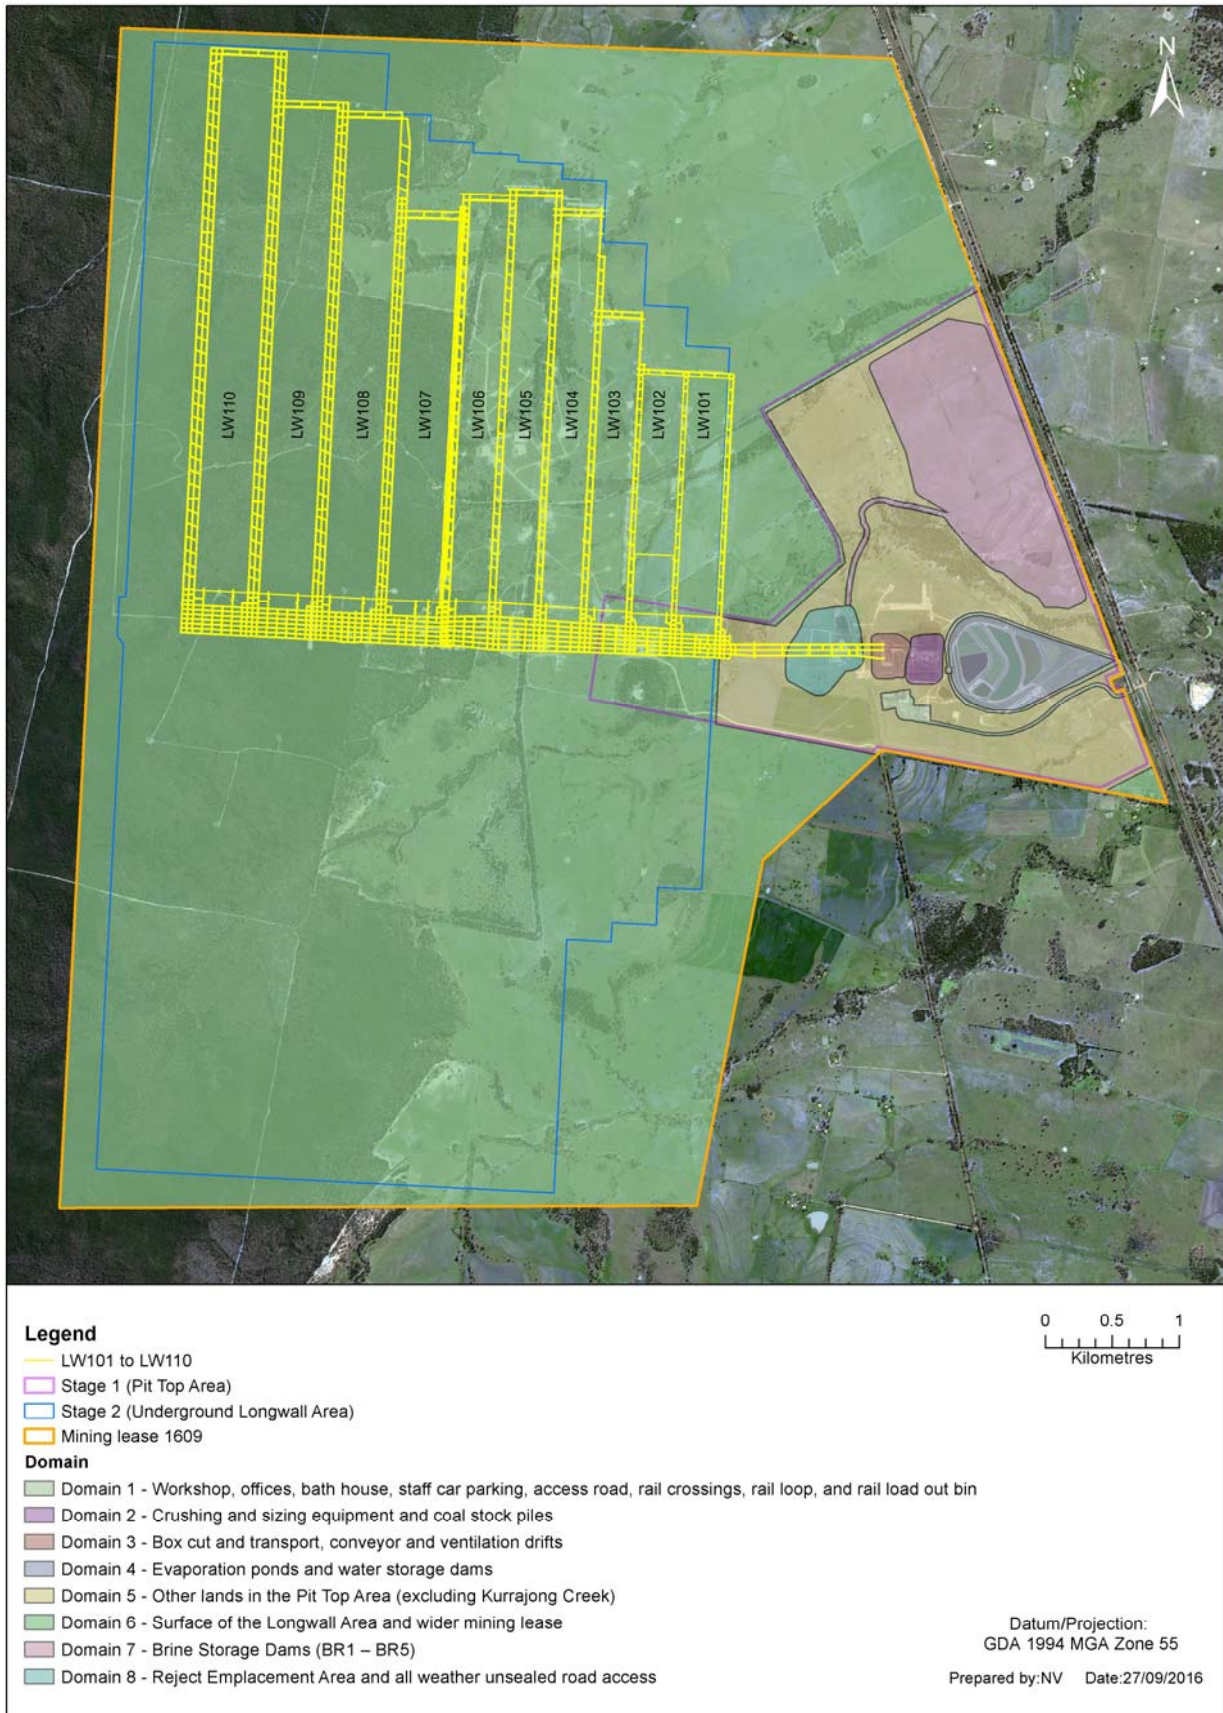 N
LW110
LW109
LW108
LW107
LW106
LW105
LW104
LW103
LW102
LW101
Legend
LW101 to LW110
Stage 1 (Pit Top Area)
Stage 2 (Underground Longwall Area)
Mining lease 1609
Domain
Domain 1 - Workshop, offices, bath house, staff car parking, access road, rail crossings, rail loop, and rail load out bin
Domain 2 - Crushing and sizing equipment and coal stock piles
Domain 3 - Box cut and transport, conveyor and ventilation drifts
Domain 4 - Evaporation ponds and water storage dams
Domain 5 - Other lands in the Pit Top Area (excluding Kurrajong Creek)
Domain 6 - Surface of the Longwall Area and wider mining lease
Domain 7 - Brine Storage Dams (BR1 – BR5)
Domain 8 - Reject Emplacement Area and all weather unsealed road access
0 0.5 1
Kilometres
Datum/Projection:
GDA 1994 MGA Zone 55
Prepared by:NV Date:27/09/2016